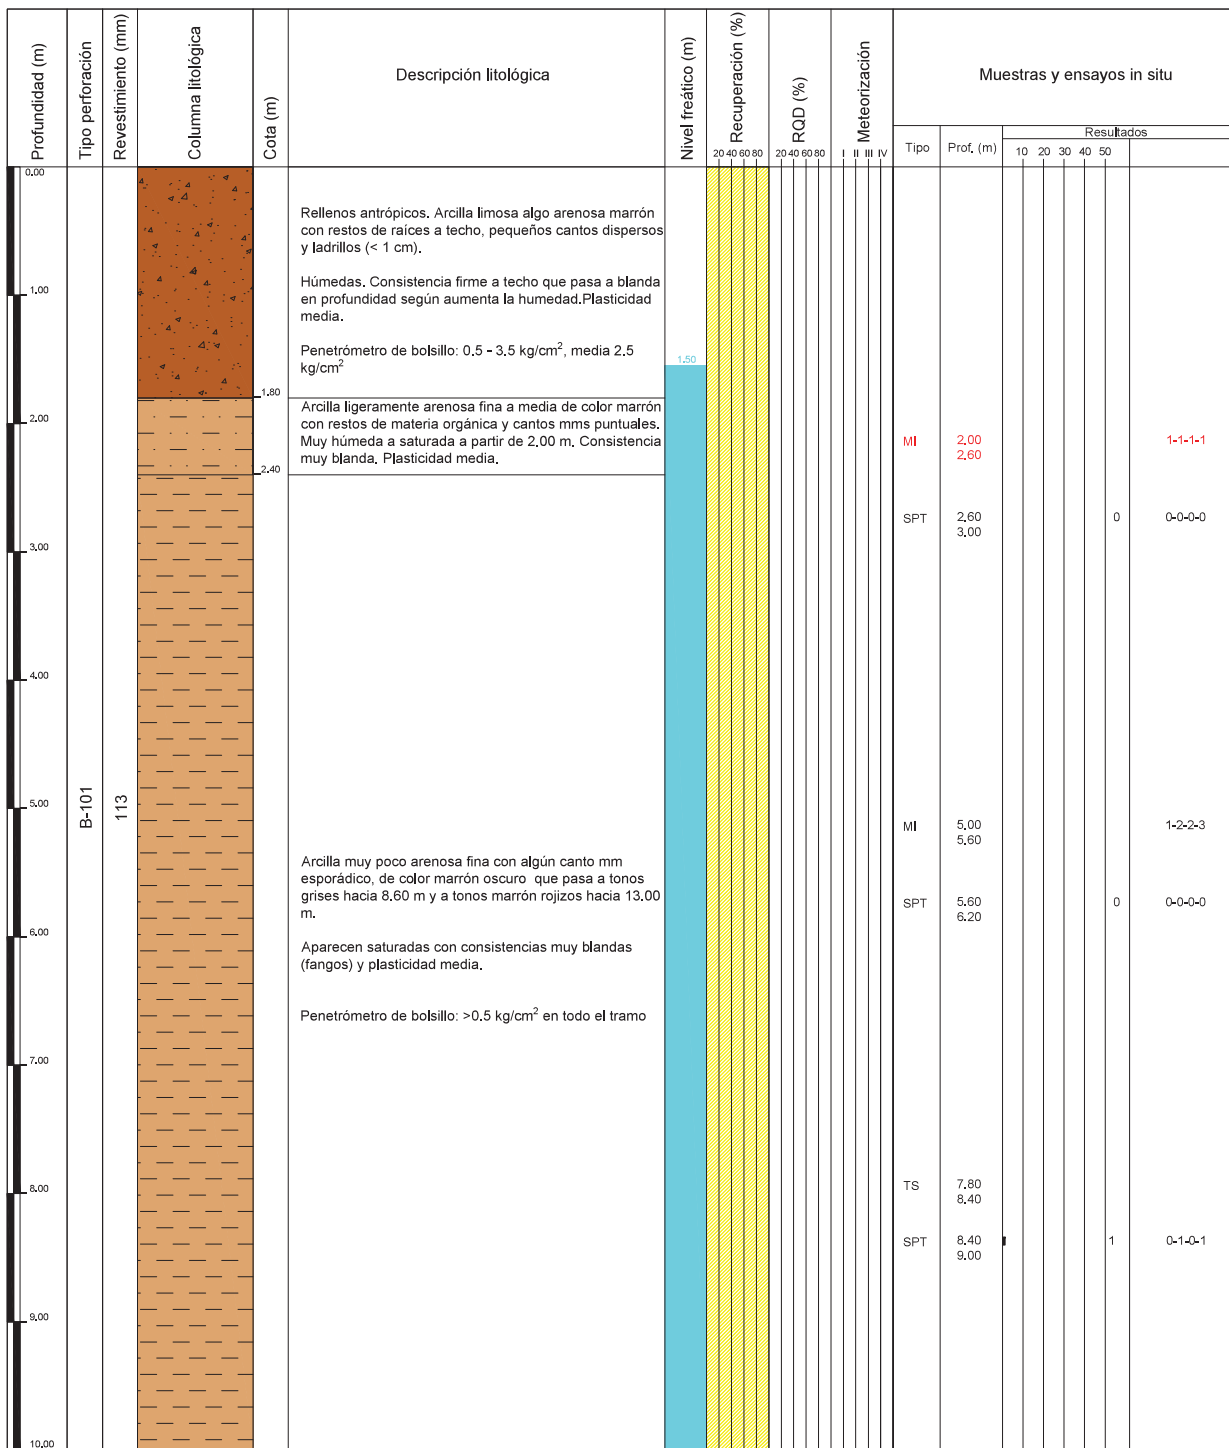 Profundidad (m)
Tipo perforación
Revestimiento (mm)
Columna litológica
Cota (m)
Descripción litológica
Nivel freático (m)
Recuperación (%)
20 40 60 80
RQD (%)
20 40 60 80
Meteorización
I II III IV
Muestras y ensayos in situ
Resultados
Tipo
Prof. (m)
10 20 30 40 50
0.00
1.00
2.00
3.00
4.00
5.00
6.00
7.00
8.00
9.00
10.00
B-101
113
1.80
2.40
Rellenos antrópicos. Arcilla limosa algo arenosa marrón
con restos de raíces a techo, pequeños cantos dispersos
y ladrillos (< 1 cm).
Húmedas. Consistencia firme a techo que pasa a blanda
en profundidad según aumenta la humedad.Plasticidad
media.
Penetrómetro de bolsillo: 0.5 - 3.5 kg/cm², media 2.5
kg/cm²
Arcilla ligeramente arenosa fina a media de color marrón
con restos de materia orgánica y cantos mms puntuales.
Muy húmeda a saturada a partir de 2.00 m. Consistencia
muy blanda. Plasticidad media.
Arcilla muy poco arenosa fina con algún canto mm
esporádico, de color marrón oscuro que pasa a tonos
grises hacia 8.60 m y a tonos marrón rojizos hacia 13.00
m.
Aparecen saturadas con consistencias muy blandas
(fangos) y plasticidad media.
Penetrómetro de bolsillo: >0.5 kg/cm² en todo el tramo
1.50
MI 2.00 1-1-1-1
2.60
SPT 2.60 0 0-0-0-0
3.00
MI 5.00 1-2-2-3
5.60
SPT 5.60 0 0-0-0-0
6.20
TS 7.80
8.40
SPT 8.40 1 0-1-0-1
9.00